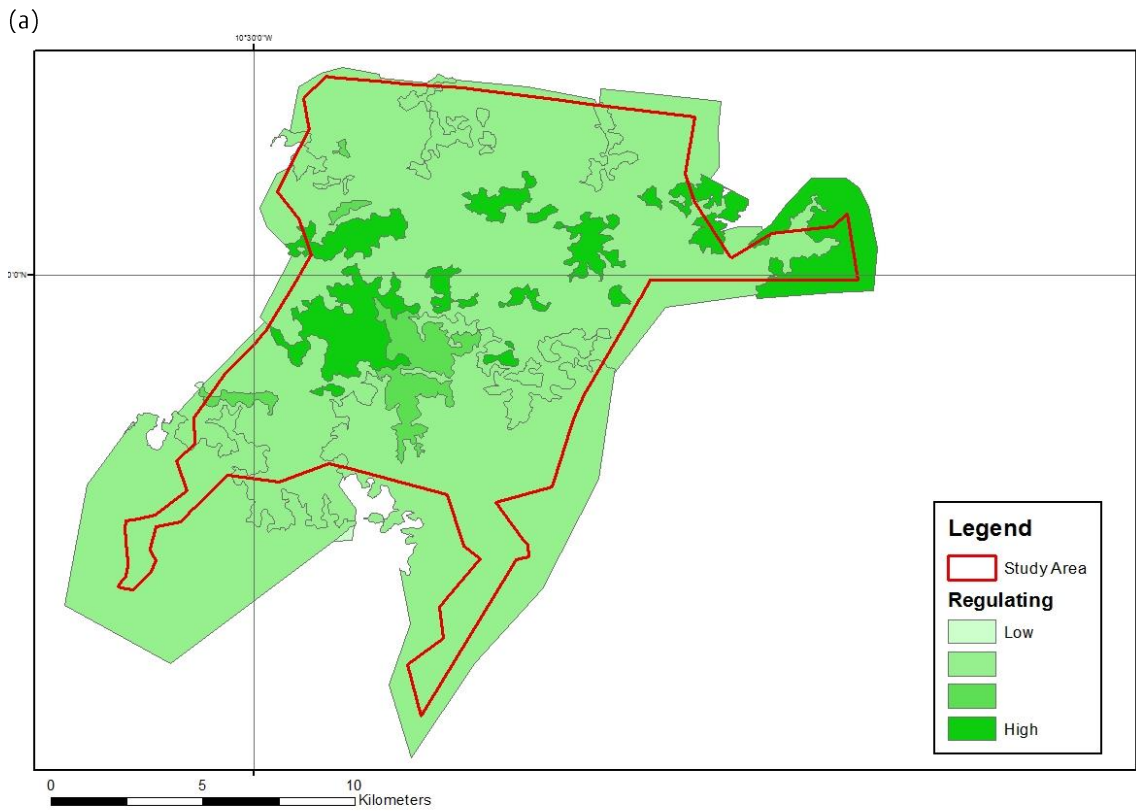 (a)
10°30'0"W
0'0"N
Legend
Study Area
Regulating
Low
High
0 5 10
Kilometers